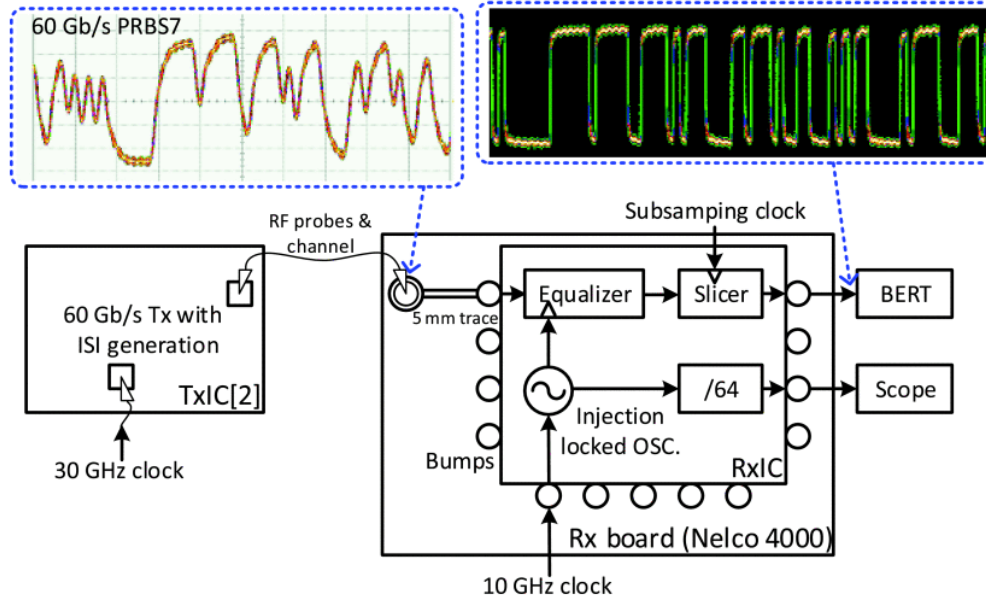 60 Gb/s PRBS7
RF probes &
channel
Subsamping clock
60 Gb/s Tx with
ISI generation
TxIC[2]
30 GHz clock
5 mm trace
Equalizer
Slicer
BERT
/64
Scope
Injection
locked OSC.
Bumps
RxIC
Rx board (Nelco 4000)
10 GHz clock